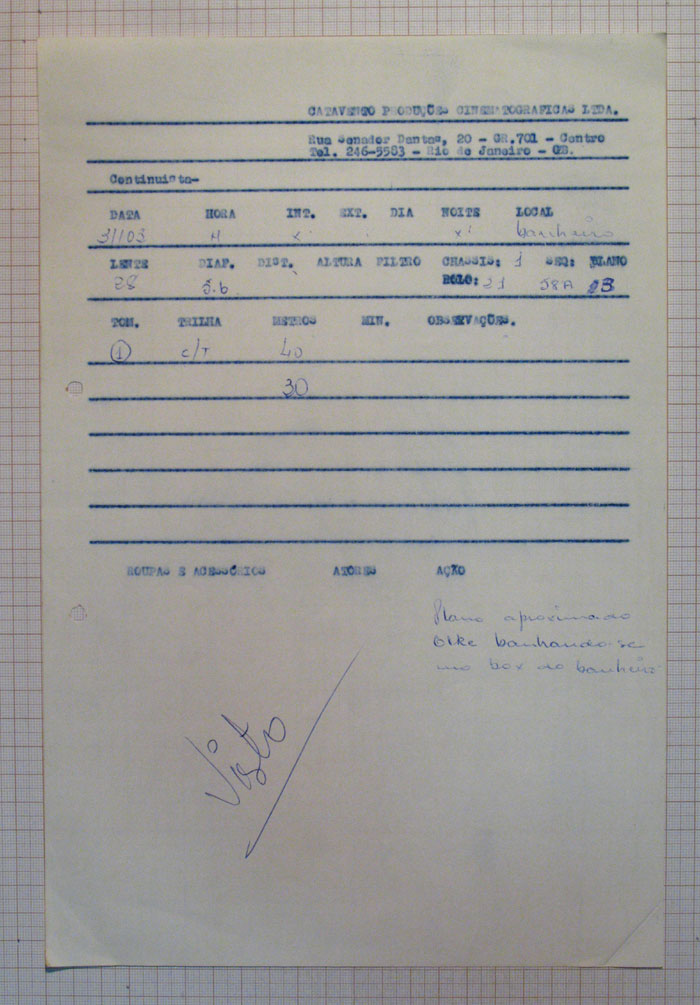 CATAVENTO PRODUÇÕES CINEMATOGRAFICAS LTDA.
Rua Senador Dantas, 20 - GR.701 - Centro
Tel. 246-5583 - Rio de Janeiro - GB.
Continuista-
DATA HORA INT. EXT. DIA NOITE LOCAL
31/03 x x banheiro
LENTE DIAF. DIST. ALTURA FILTRO CHASSIS: 1 SEQ: PLANO
28 5.6 ROLO: 21 58A 03
TOM. TRILHA METROS MIN. OBSERVAÇÕES.
1 c/T 40
30
ROUPAS E ACESSÓRIOS ATORES AÇÃO
Plano aproximado
banhando-se
no box do banheiro
Visto